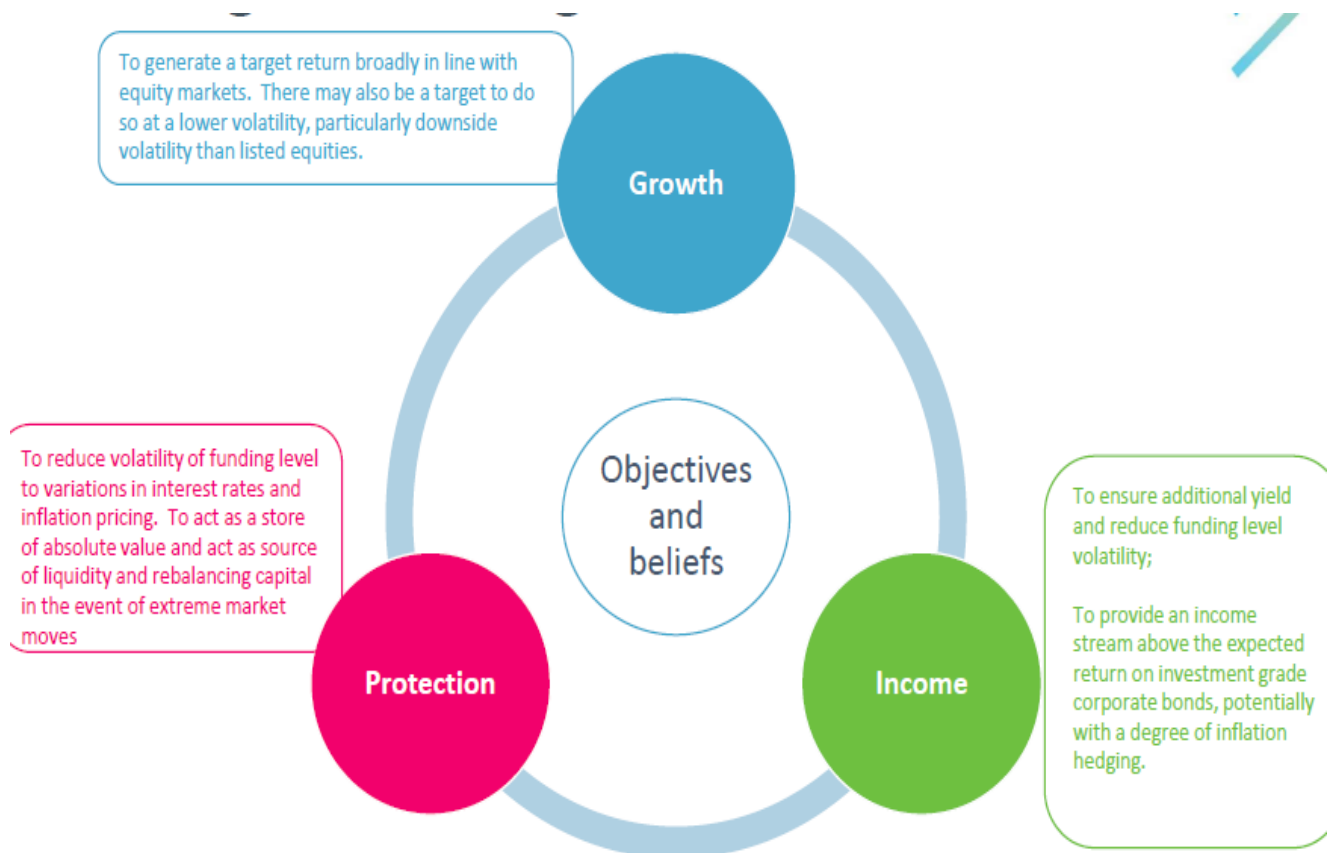 To generate a target return broadly in line with
equity markets.  There may also be a target to do
so at a lower volatility, particularly downside
volatility than listed equities.
Growth
Objectives
and
beliefs
To reduce volatility of funding level
to variations in interest rates and
inflation pricing.  To act as a store
of absolute value and act as source
of liquidity and rebalancing capital
in the event of extreme market
moves
Protection
Income
To ensure additional yield
and reduce funding level
volatility;
To provide an income
stream above the expected
return on investment grade
corporate bonds, potentially
with a degree of inflation
hedging.